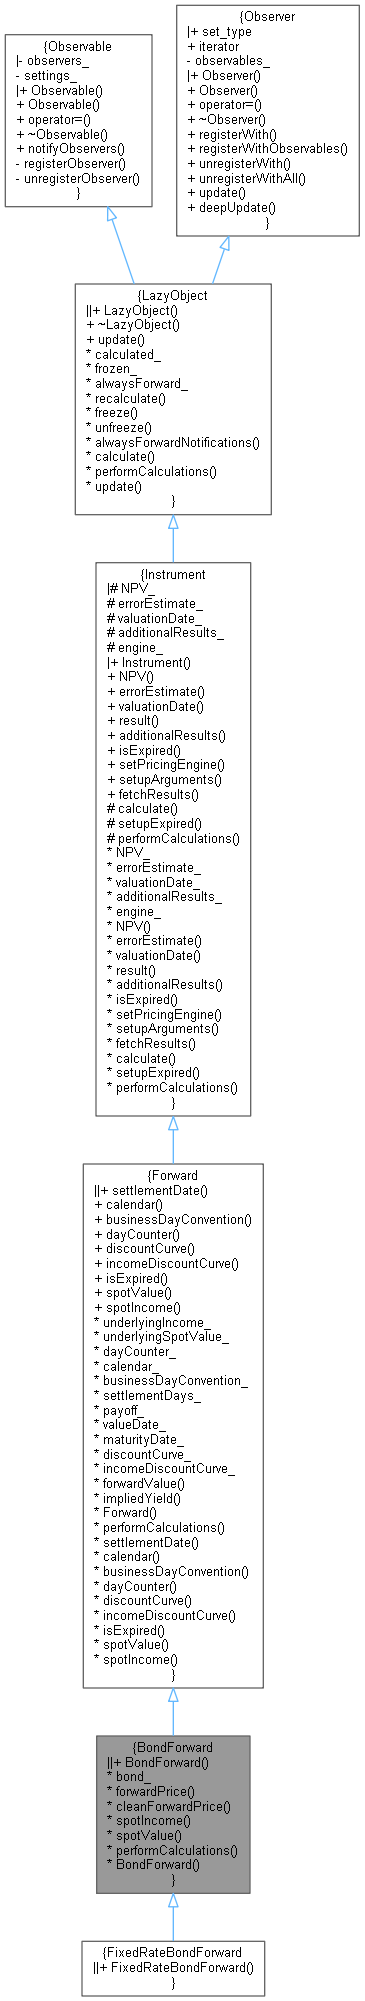 {Observable
|- observers_
- settings_
|+ Observable()
+ Observable()
+ operator=()
+ ~Observable()
+ notifyObservers()
- registerObserver()
- unregisterObserver()
}
{Observer
|+ set_type
+ iterator
- observables_
|+ Observer()
+ Observer()
+ operator=()
+ ~Observer()
+ registerWith()
+ registerWithObservables()
+ unregisterWith()
+ unregisterWithAll()
+ update()
+ deepUpdate()
}
{LazyObject
||+ LazyObject()
+ ~LazyObject()
+ update()
* calculated_
* frozen_
* alwaysForward_
* recalculate()
* freeze()
* unfreeze()
* alwaysForwardNotifications()
* calculate()
* performCalculations()
* update()
}
{Instrument
|# NPV_
# errorEstimate_
# valuationDate_
# additionalResults_
# engine_
|+ Instrument()
+ NPV()
+ errorEstimate()
+ valuationDate()
+ result()
+ additionalResults()
+ isExpired()
+ setPricingEngine()
+ setupArguments()
+ fetchResults()
# calculate()
# setupExpired()
# performCalculations()
* NPV_
* errorEstimate_
* valuationDate_
* additionalResults_
* engine_
* NPV()
* errorEstimate()
* valuationDate()
* result()
* additionalResults()
* isExpired()
* setPricingEngine()
* setupArguments()
* fetchResults()
* calculate()
* setupExpired()
* performCalculations()
}
{Forward
||+ settlementDate()
+ calendar()
+ businessDayConvention()
+ dayCounter()
+ discountCurve()
+ incomeDiscountCurve()
+ isExpired()
+ spotValue()
+ spotIncome()
* underlyingIncome_
* underlyingSpotValue_
* dayCounter_
* calendar_
* businessDayConvention_
* settlementDays_
* payoff_
* valueDate_
* maturityDate_
* discountCurve_
* incomeDiscountCurve_
* forwardValue()
* impliedYield()
* Forward()
* performCalculations()
* settlementDate()
* calendar()
* businessDayConvention()
* dayCounter()
* discountCurve()
* incomeDiscountCurve()
* isExpired()
* spotValue()
* spotIncome()
}
{BondForward
||+ BondForward()
* bond_
* forwardPrice()
* cleanForwardPrice()
* spotIncome()
* spotValue()
* performCalculations()
* BondForward()
}
{FixedRateBondForward
||+ FixedRateBondForward()
}